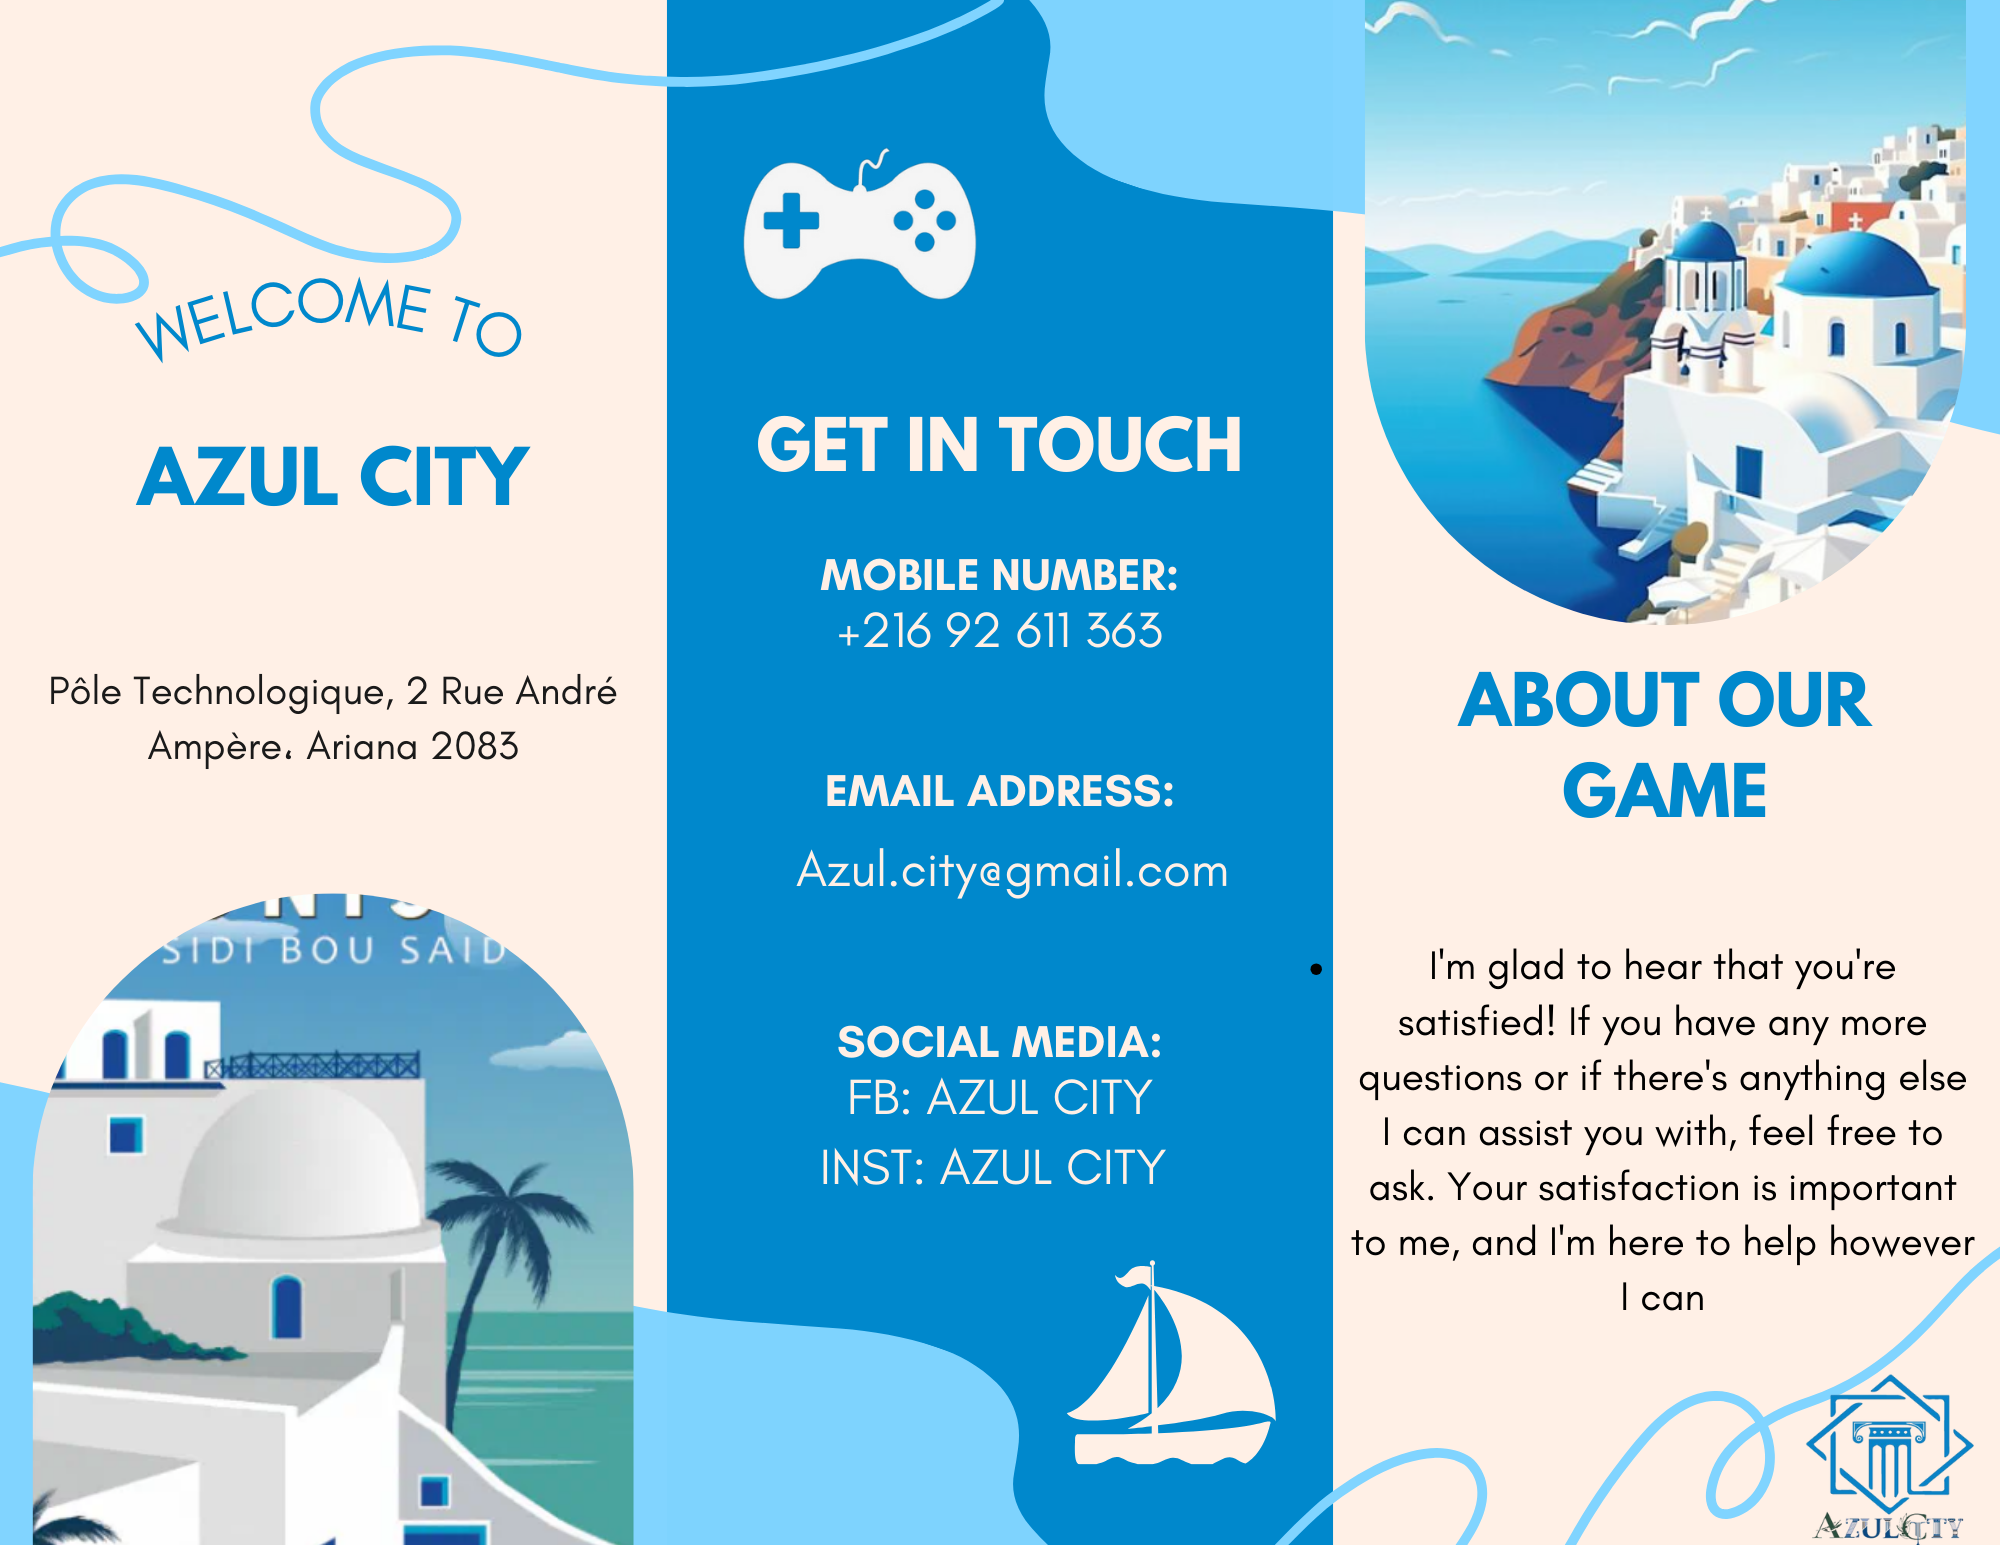 WELCOME TO
AZUL CITY
Pôle Technologique, 2 Rue André
Ampère، Ariana 2083
SIDI BOU SAID
GET IN TOUCH
MOBILE NUMBER:
+216 92 611 363
EMAIL ADDRESS:
Azul.city@gmail.com
SOCIAL MEDIA:
FB: AZUL CITY
INST: AZUL CITY
ABOUT OUR
GAME
• I'm glad to hear that you're
satisfied! If you have any more
questions or if there's anything else
I can assist you with, feel free to
ask. Your satisfaction is important
to me, and I'm here to help however
I can
AZUL CITY